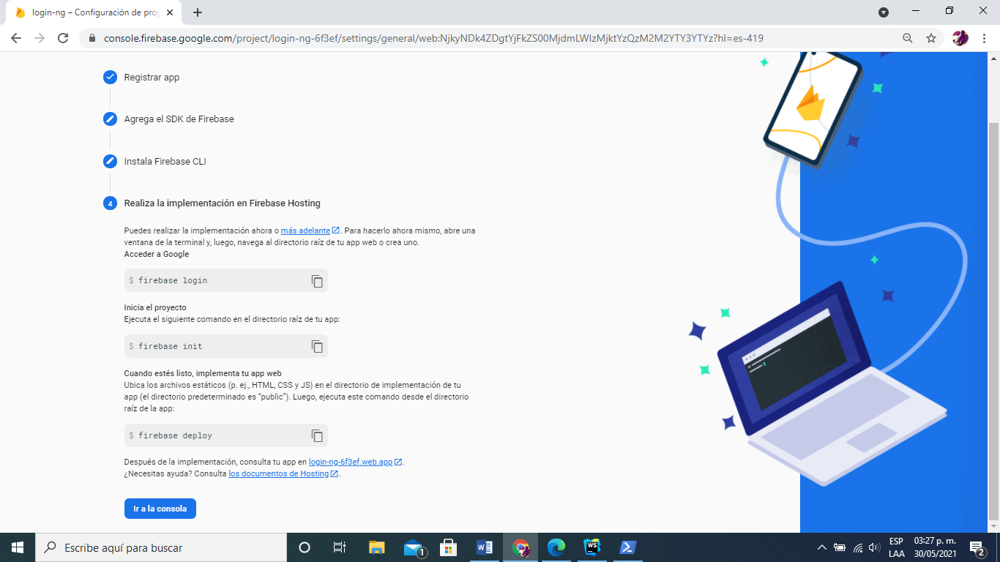 login-ng – Configuración de pro
console.firebase.google.com/project/login-ng-6f3ef/settings/general/web:NjkyNDk4ZDgtYjFkZS00MjdmLWIzMjktYzQzM2M2YTY3YTYz?hl=es-419
Registrar app
Agrega el SDK de Firebase
Instala Firebase CLI
4 Realiza la implementación en Firebase Hosting
Puedes realizar la implementación ahora o más adelante. Para hacerlo ahora mismo, abre una
ventana de la terminal y, luego, navega al directorio raíz de tu app web o crea uno.
Acceder a Google
$ firebase login
Inicia el proyecto
Ejecuta el siguiente comando en el directorio raíz de tu app:
$ firebase init
Cuando estés listo, implementa tu app web
Ubica los archivos estáticos (p. ej., HTML, CSS y JS) en el directorio de implementación de tu
app (el directorio predeterminado es “public”). Luego, ejecuta este comando desde el directorio
raíz de la app:
$ firebase deploy
Después de la implementación, consulta tu app en login-ng-6f3ef.web.app.
¿Necesitas ayuda? Consulta los documentos de Hosting.
Ir a la consola
Escribe aquí para buscar
1
W
WS
ESP
LAA
03:27 p. m.
30/05/2021
2